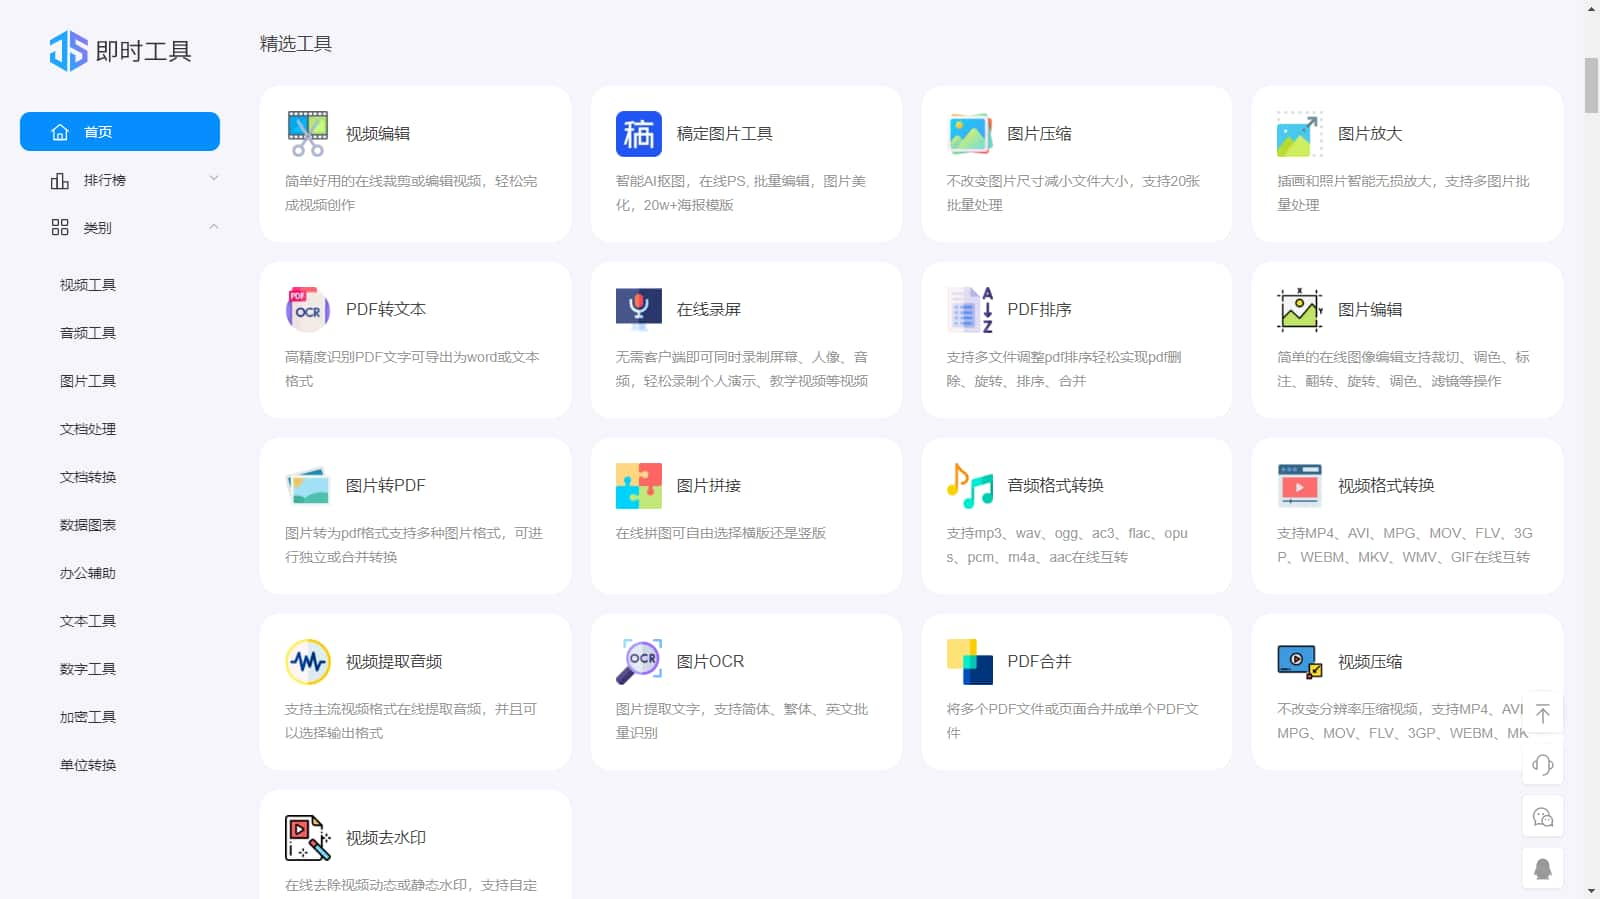 即时工具
首页
排行榜
类别
视频工具
音频工具
图片工具
文档处理
文档转换
数据图表
办公辅助
文本工具
数字工具
加密工具
单位转换
精选工具
视频编辑
简单好用的在线裁剪或编辑视频，轻松完
成视频创作
稿
稿定图片工具
智能AI抠图，在线PS, 批量编辑，图片美
化，20w+海报模版
图片压缩
不改变图片尺寸减小文件大小，支持20张
批量处理
图片放大
插画和照片智能无损放大，支持多图片批
量处理
PDF
OCR
PDF转文本
高精度识别PDF文字可导出为word或文本
格式
在线录屏
无需客户端即可同时录制屏幕、人像、音
频，轻松录制个人演示、教学视频等视频
A
Z
PDF排序
支持多文件调整pdf排序轻松实现pdf删
除、旋转、排序、合并
X
Y
图片编辑
简单的在线图像编辑支持裁切、调色、标
注、翻转、旋转、调色、滤镜等操作
图片转PDF
图片转为pdf格式支持多种图片格式，可进
行独立或合并转换
图片拼接
在线拼图可自由选择横版还是竖版
音频格式转换
支持mp3、wav、ogg、ac3、flac、opu
s、pcm、m4a、aac在线互转
视频格式转换
支持MP4、AVI、MPG、MOV、FLV、3G
P、WEBM、MKV、WMV、GIF在线互转
视频提取音频
支持主流视频格式在线提取音频，并且可
以选择输出格式
OCR
图片OCR
图片提取文字，支持简体、繁体、英文批
量识别
PDF合并
将多个PDF文件或页面合并成单个PDF文
件
视频压缩
不改变分辨率压缩视频，支持MP4、AVI
MPG、MOV、FLV、3GP、WEBM、MK
视频去水印
在线去除视频动态或静态水印，支持自定